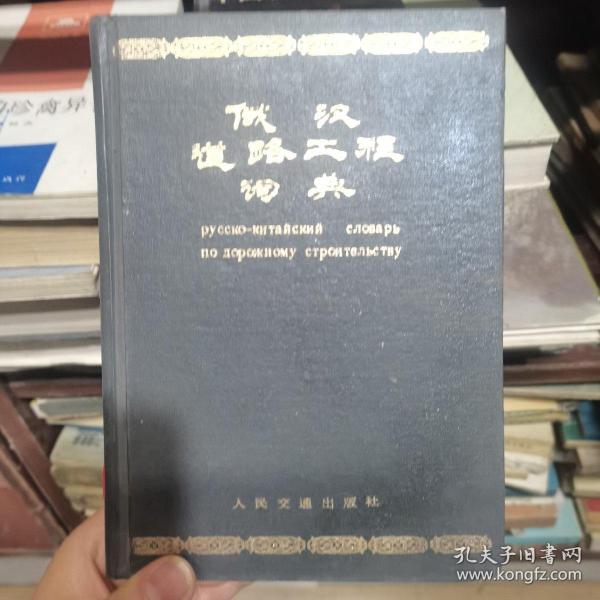 俄汉
道路工程
词典
русско-китайский словарь
по дорожному строительству
人民交通出版社
孔夫子旧书网
www.kongfz.com